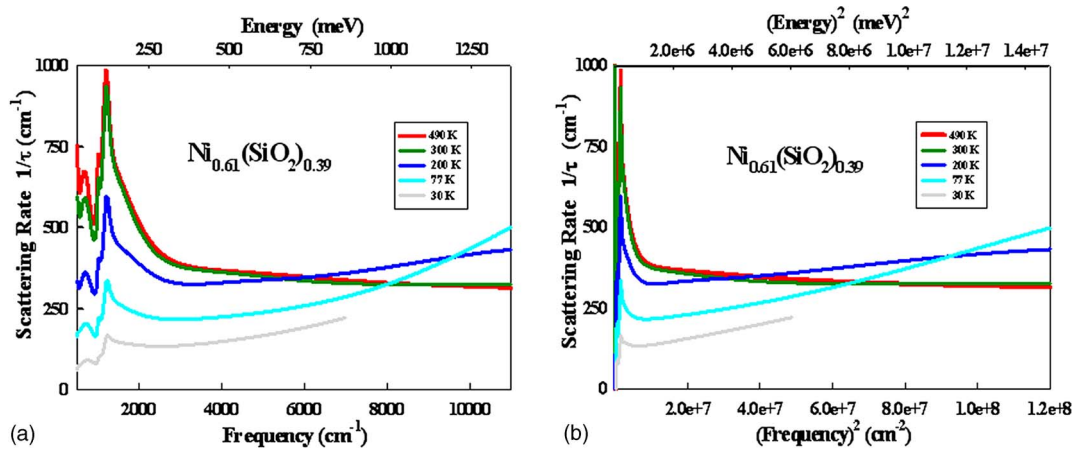 Energy (meV)
250 500 750 1000 1250
1000
750
500
250
0
Scattering Rate 1/τ (cm-1)
Ni0.61(SiO2)0.39
490 K
300 K
200 K
77 K
30 K
2000 4000 6000 8000 10000
Frequency (cm-1)
(a)
(Energy)2 (meV)2
2.0e+6 4.0e+6 6.0e+6 8.0e+6 1.0e+7 1.2e+7 1.4e+7
1000
750
500
250
0
Scattering Rate 1/τ (cm-1)
Ni0.61(SiO2)0.39
490 K
300 K
200 K
77 K
30 K
2.0e+7 4.0e+7 6.0e+7 8.0e+7 1.0e+8 1.2e+8
(Frequency)2 (cm-2)
(b)